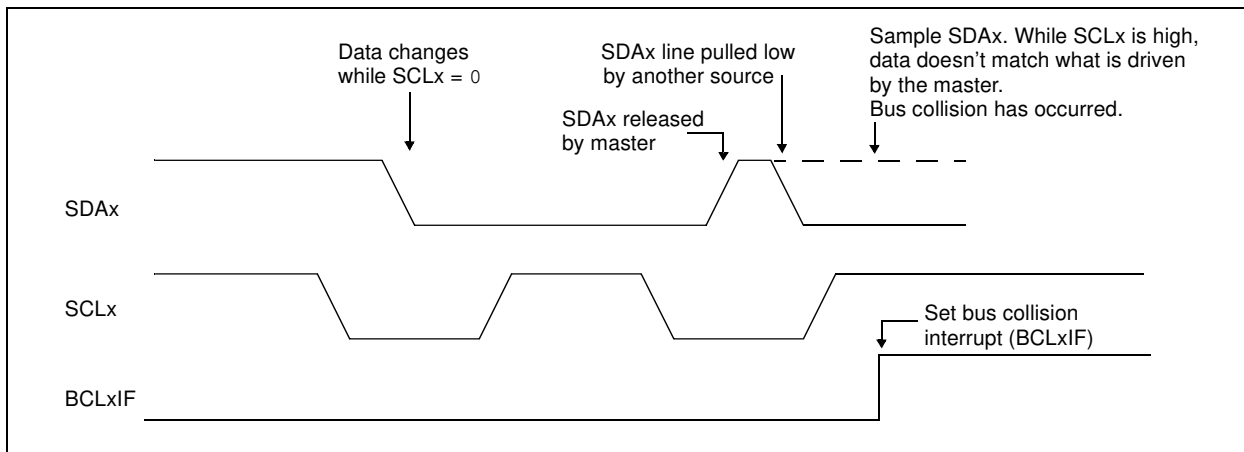 Data changes
while SCLx = 0
SDAx line pulled low
by another source
Sample SDAx. While SCLx is high,
data doesn't match what is driven
by the master.
Bus collision has occurred.
SDAx released
by master
SDAx
SCLx
Set bus collision
interrupt (BCLxIF)
BCLxIF